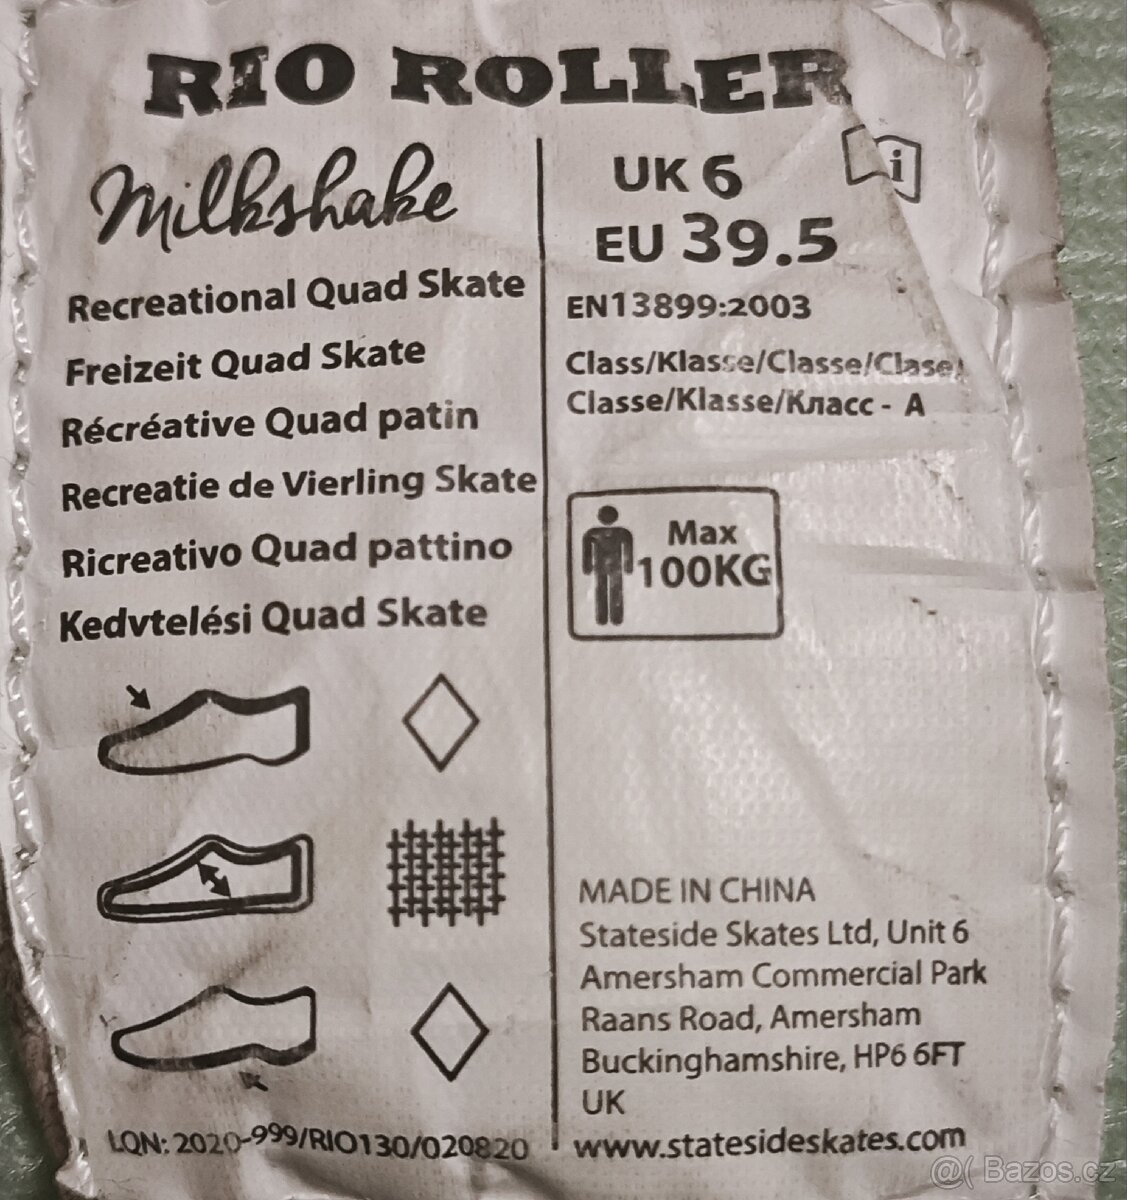 RIO ROLLER
Milkshake
Recreational Quad Skate
Freizeit Quad Skate
Récréative Quad patin
Recreatie de Vierling Skate
Ricreativo Quad pattino
Kedvtelési Quad Skate
LQN: 2020-999/RIO130/020820
UK 6
i
EU 39.5
EN13899:2003
Class/Klasse/Classe/Clase/
Classe/Klasse/Класс - A
Max
100KG
MADE IN CHINA
Stateside Skates Ltd, Unit 6
Amersham Commercial Park
Raans Road, Amersham
Buckinghamshire, HP6 6FT
UK
www.statesideskates.com
@( Bazos.cz